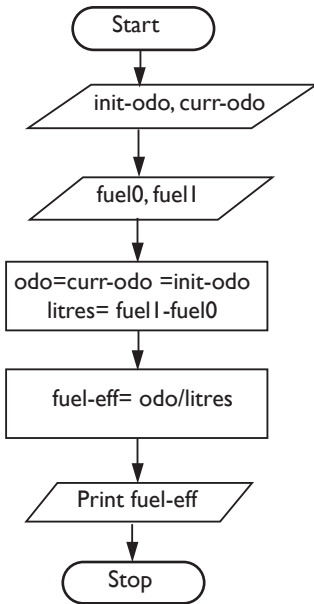 Start
init-odo, curr-odo
fuel0, fuel1
odo=curr-odo =init-odo
litres= fuel1-fuel0
fuel-eff= odo/litres
Print fuel-eff
Stop